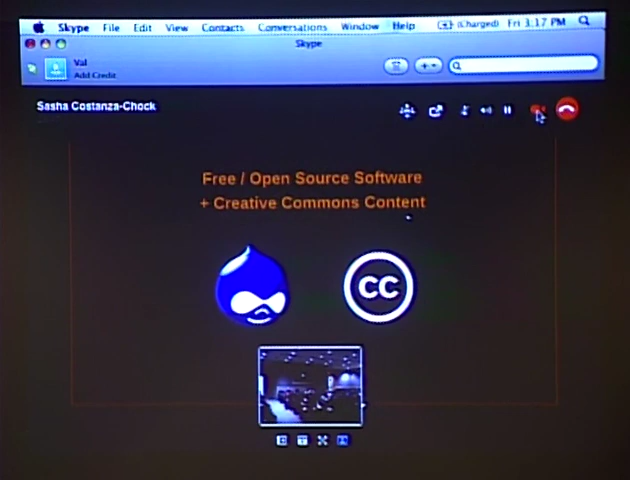 Skype File Edit View Contacts Conversations Window Help (Charged) Fri 3:17 PM
Skype
Val
Add Credit
Sasha Costanza-Chock
Free / Open Source Software
+ Creative Commons Content
CC